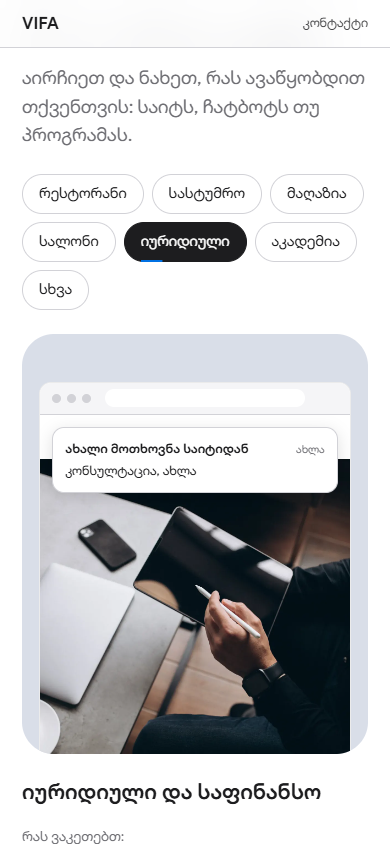 VIFA
კონტაქტი
აირჩიეთ და ნახეთ, რას ავაწყობდით
თქვენთვის: საიტს, ჩატბოტს თუ
პროგრამას.
რესტორანი
სასტუმრო
მაღაზია
სალონი
იურიდიული
აკადემია
სხვა
ახალი მოთხოვნა საიტიდან
ახლა
კონსულტაცია, ახლა
იურიდიული და საფინანსო
რას ვაკეთებთ: